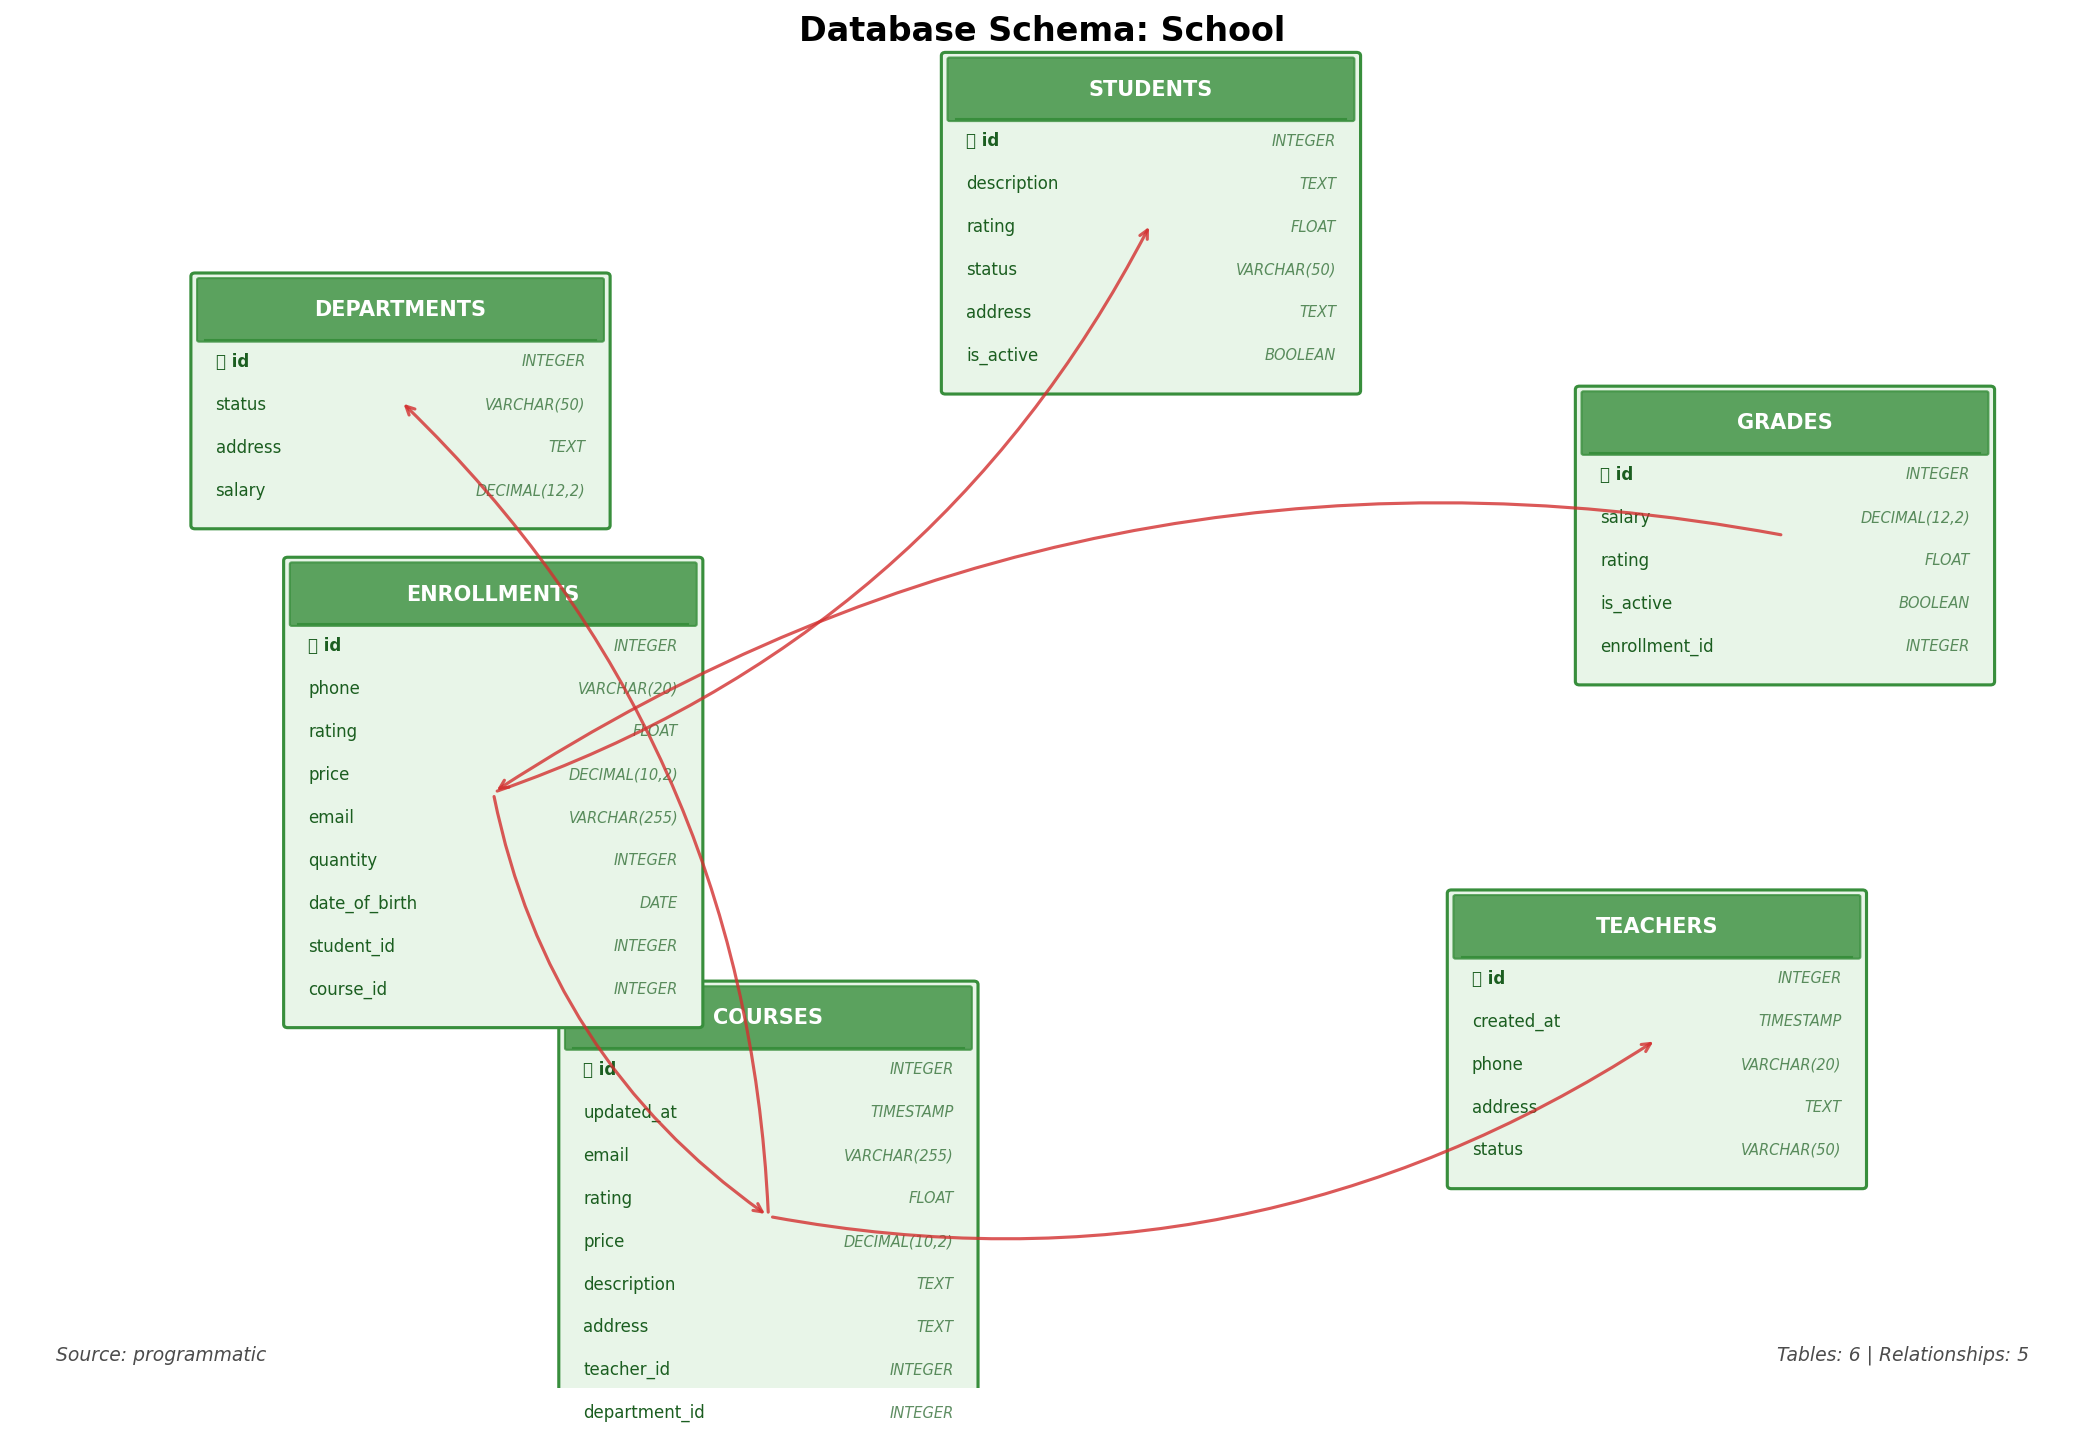 Database Schema: School
STUDENTS
id INTEGER
description TEXT
rating FLOAT
status VARCHAR(50)
address TEXT
is_active BOOLEAN
DEPARTMENTS
id INTEGER
status VARCHAR(50)
address TEXT
salary DECIMAL(12,2)
GRADES
id INTEGER
salary DECIMAL(12,2)
rating FLOAT
is_active BOOLEAN
enrollment_id INTEGER
ENROLLMENTS
id INTEGER
phone VARCHAR(20)
rating FLOAT
price DECIMAL(10,2)
email VARCHAR(255)
quantity INTEGER
date_of_birth DATE
student_id INTEGER
course_id INTEGER
TEACHERS
id INTEGER
created_at TIMESTAMP
phone VARCHAR(20)
address TEXT
status VARCHAR(50)
COURSES
id INTEGER
updated_at TIMESTAMP
email VARCHAR(255)
rating FLOAT
price DECIMAL(10,2)
description TEXT
address TEXT
teacher_id INTEGER
department_id INTEGER
Source: programmatic
Tables: 6 | Relationships: 5